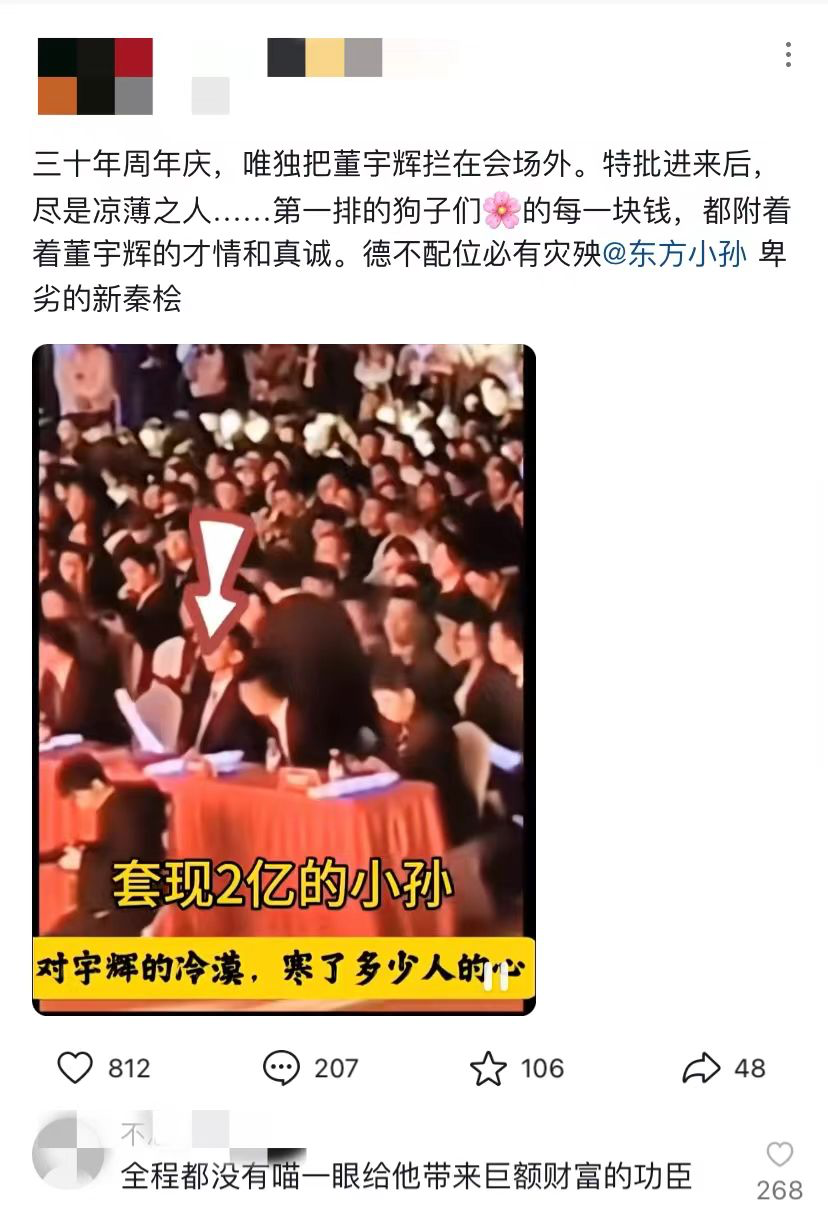 三十年周年庆，唯独把董宇辉拦在会场外。特批进来后，
尽是凉薄之人……第一排的狗子们🌸的每一块钱，都附着
着董宇辉的才情和真诚。德不配位必有灾殃@东方小孙 卑
劣的新秦桧
套现2亿的小孙
对宇辉的冷漠，寒了多少人的心
812
207
106
48
不
全程都没有喵一眼给他带来巨额财富的功臣
268